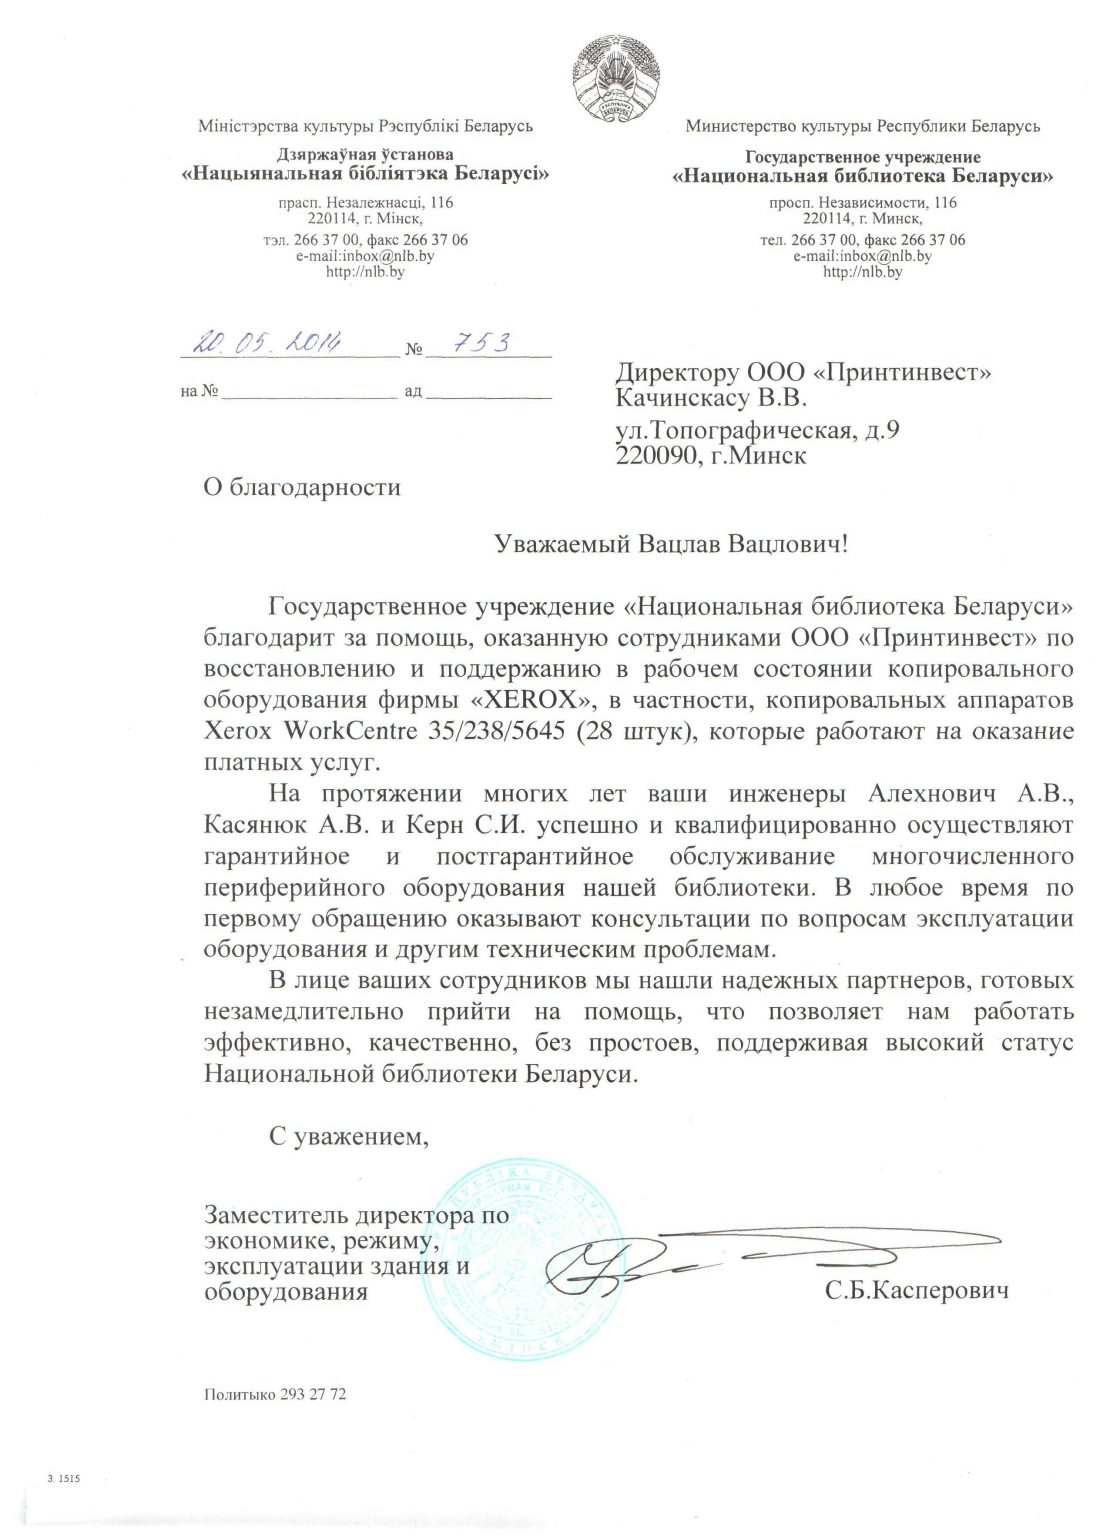 Міністэрства культуры Рэспублікі Беларусь
Дзяржаўная ўстанова
«Нацыянальная бібліятэка Беларусі»
прасп. Незалежнасці, 116
220114, г. Мінск,
тэл. 266 37 00, факс 266 37 06
e-mail:inbox@nlb.by
http://nlb.by
Министерство культуры Республики Беларусь
Государственное учреждение
«Национальная библиотека Беларуси»
просп. Независимости, 116
220114, г. Минск,
тел. 266 37 00, факс 266 37 06
e-mail:inbox@nlb.by
http://nlb.by
20.05.2014 № 753
на № ад
Директору ООО «Принтинвест»
Качинскасу В.В.
ул.Топографическая, д.9
220090, г.Минск
О благодарности
Уважаемый Вацлав Вацлович!
Государственное учреждение «Национальная библиотека Беларуси»
благодарит за помощь, оказанную сотрудниками ООО «Принтинвест» по
восстановлению и поддержанию в рабочем состоянии копировального
оборудования фирмы «XEROX», в частности, копировальных аппаратов
Xerox WorkCentre 35/238/5645 (28 штук), которые работают на оказание
платных услуг.
На протяжении многих лет ваши инженеры Алехнович А.В.,
Касянюк А.В. и Керн С.И. успешно и квалифицированно осуществляют
гарантийное и постгарантийное обслуживание многочисленного
периферийного оборудования нашей библиотеки. В любое время по
первому обращению оказывают консультации по вопросам эксплуатации
оборудования и другим техническим проблемам.
В лице ваших сотрудников мы нашли надежных партнеров, готовых
незамедлительно прийти на помощь, что позволяет нам работать
эффективно, качественно, без простоев, поддерживая высокий статус
Национальной библиотеки Беларуси.
С уважением,
Заместитель директора по
экономике, режиму,
эксплуатации здания и
оборудования
С.Б.Касперович
Политыко 293 27 72
З. 1515